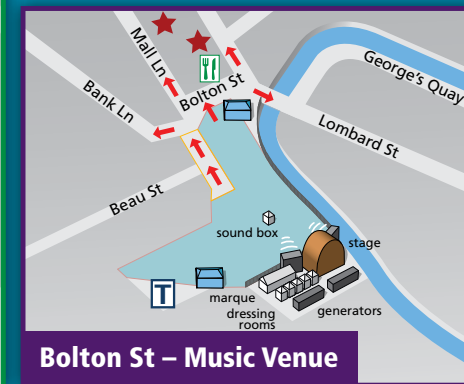 Mall Ln
George's Quay
Bank Ln
Bolton St
Lombard St
Beau St
sound box
stage
T
marque
dressing
rooms
generators
Bolton St – Music Venue